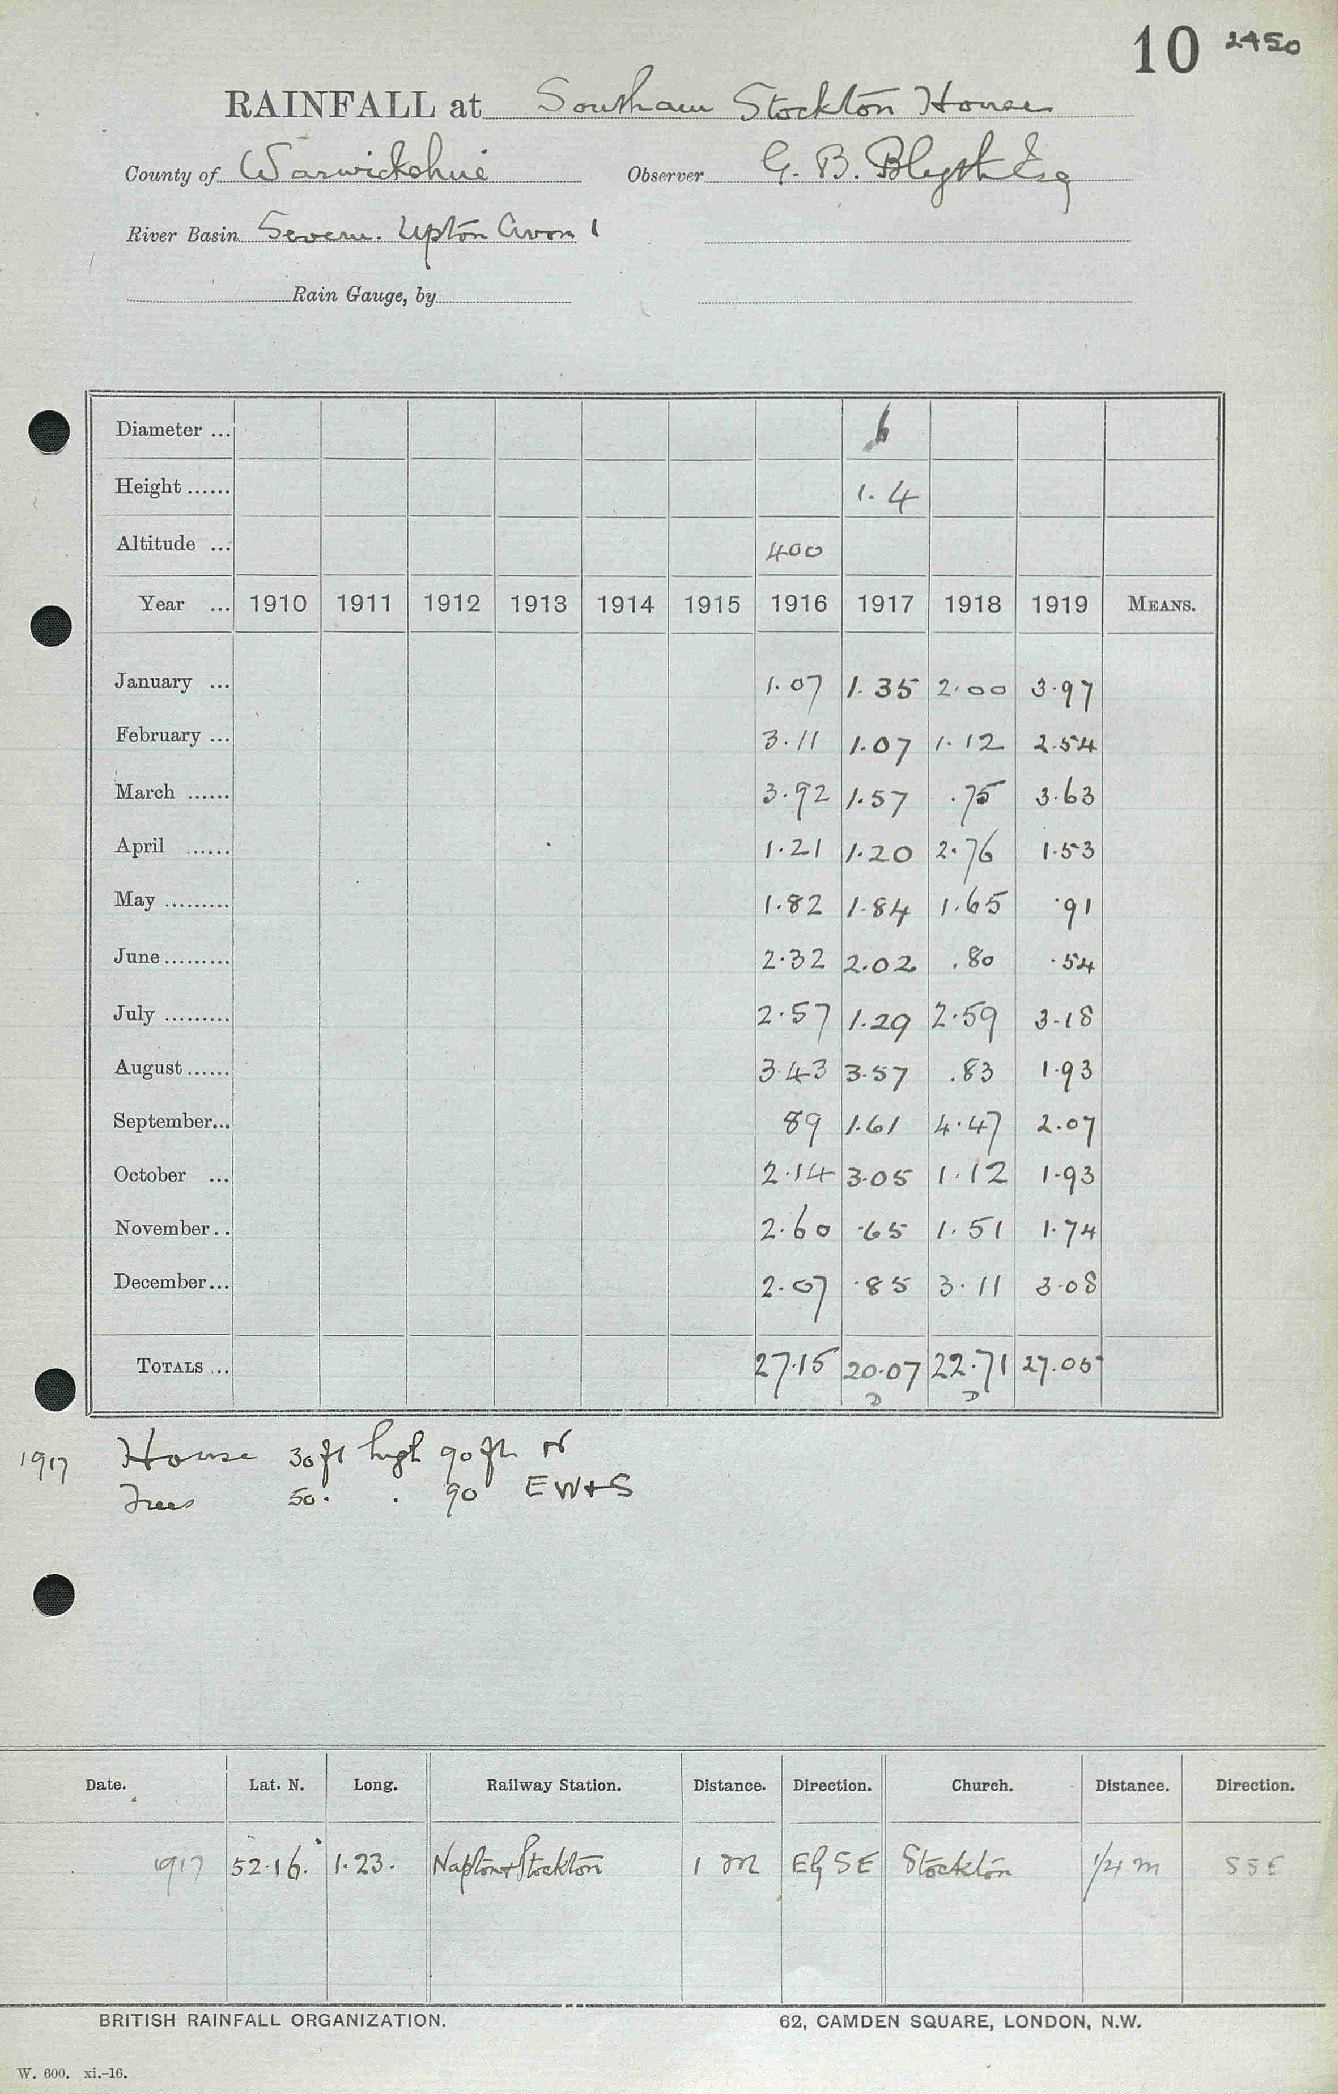 10 2450
RAINFALL at Southam Stockton House
County of Warwickshire Observer G. B. Blyth Esq
River Basin Severn. Upton Avon 1
Rain Gauge, by
Diameter ... 6
Height ...... 1.4
Altitude ... 400
Year ... 1910 1911 1912 1913 1914 1915 1916 1917 1918 1919 MEANS.
January ... 1.07 1.35 2.00 3.97
February ... 3.11 1.07 1.12 2.54
March ...... 3.92 1.57 .75 3.63
April ...... 1.21 1.20 2.76 1.53
May ......... 1.82 1.84 1.65 .91
June......... 2.32 2.02 .80 .54
July ......... 2.57 1.29 2.59 3.18
August...... 3.43 3.57 .83 1.93
September... 89 1.61 4.47 2.07
October ... 2.14 3.05 1.12 1.93
November.. 2.60 .65 1.51 1.74
December... 2.07 .85 3.11 3.08
TOTALS ... 27.15 20.07 22.71 27.05
D D
1917 House 30 ft high 90 ft N
Trees 50. . 90 E W + S
Date. Lat. N. Long. Railway Station. Distance. Direction. Church. Distance. Direction.
1917 52.16. 1.23. Napton & Stockton 1 m E by S E Stockton 1/4 m S S E
BRITISH RAINFALL ORGANIZATION. 62, CAMDEN SQUARE, LONDON, N.W.
W. 600. xi.-16.